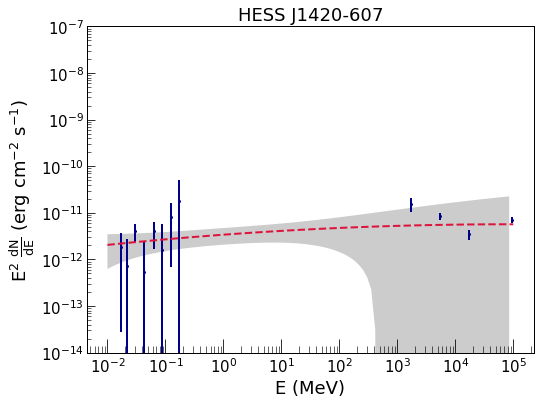 HESS J1420-607
E² dN/dE (erg cm⁻² s⁻¹)
10⁻⁷
10⁻⁸
10⁻⁹
10⁻¹⁰
10⁻¹¹
10⁻¹²
10⁻¹³
10⁻¹⁴
10⁻² 10⁻¹ 10⁰ 10¹ 10² 10³ 10⁴ 10⁵
E (MeV)